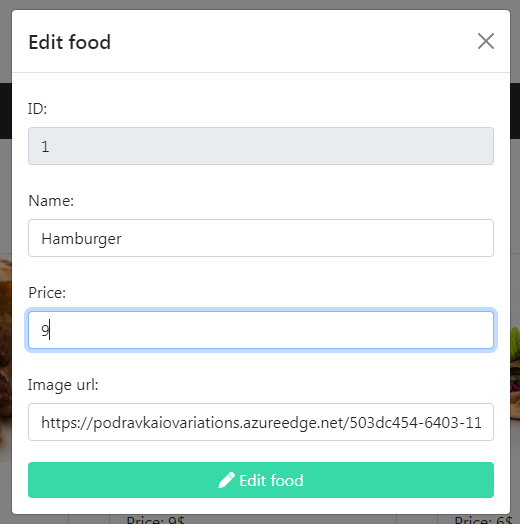 Edit food
ID:
1
Name:
Hamburger
Price:
9
Image url:
https://podravkaiovariations.azureedge.net/503dc454-6403-11
Edit food
Price: 9$
Price: 6$